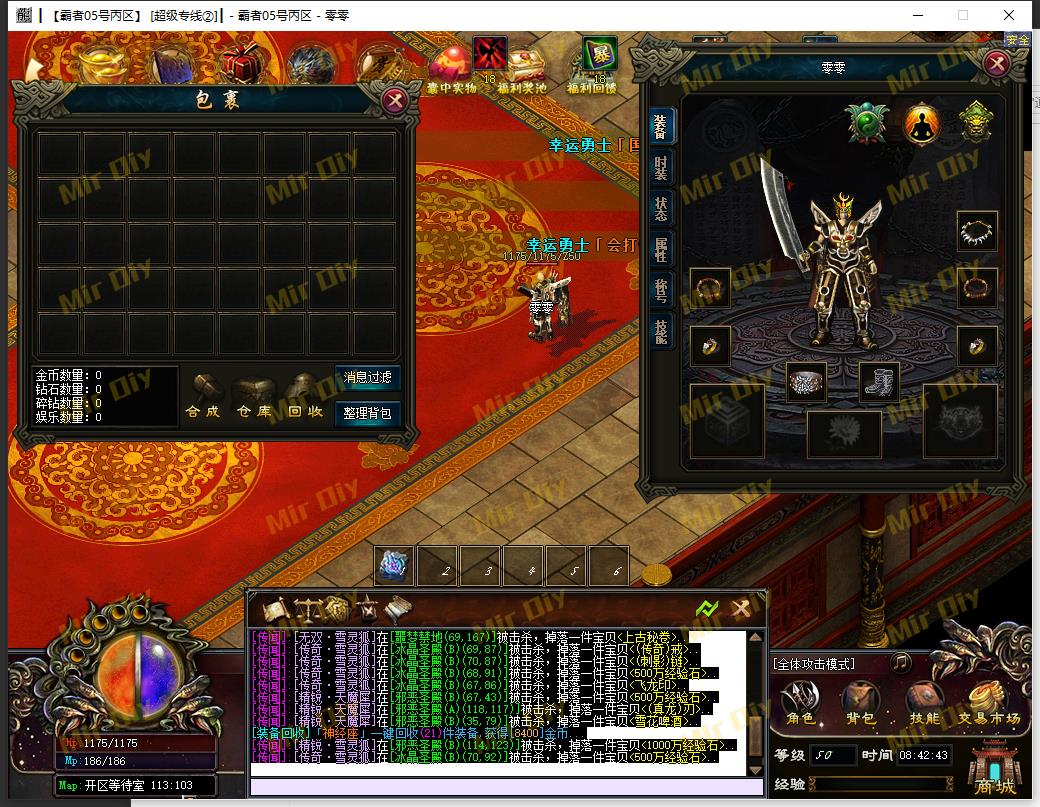 【霸者05号丙区】 [超级专线②] - 霸者05号丙区 - 零零
安全
18
囊中实物
福利奖池
18
福利回馈
暴
包裹
零零
装备
时装
状态
属性
称号
技能
幸运勇士「国
幸运勇士「会打
1175/1175/Z50
零零
金币数量: 0
钻石数量: 0
碎钻数量: 0
娱乐数量: 0
合成
仓库
回收
消息过滤
整理背包
2
3
4
5
6
[传闻]:[无双·雪灵狐]在[噩梦禁地(69,167)]被击杀，掉落一件宝贝<上古秘卷>..
[传闻]:[传奇·雪灵狐]在[冰晶圣殿(B)(69,87)]被击杀，掉落一件宝贝<(传奇)戒>..
[传闻]:[传奇·雪灵狐]在[冰晶圣殿(B)(70,87)]被击杀，掉落一件宝贝<(刺影)链>..
[传闻]:[传奇·雪灵狐]在[冰晶圣殿(B)(68,91)]被击杀，掉落一件宝贝<500万经验石>..
[传闻]:[传奇·雪灵狐]在[冰晶圣殿(B)(67,86)]被击杀，掉落一件宝贝<飞龙印>..
[传闻]:[精锐·天魔犀]在[邪恶圣殿(B)(67,43)]被击杀，掉落一件宝贝<500万经验石>..
[传闻]:[精锐·天魔犀]在[邪恶圣殿(A)(118,117)]被击杀，掉落一件宝贝<(真龙)刀>..
[传闻]:[精锐·天魔犀]在[邪恶圣殿(B)(35,79)]被击杀，掉落一件宝贝<雪花啤酒>..
[装备回收]「神经座」一键回收(21)件装备,获得[8400]金币.
[传闻]:[精锐·雪灵狐]在[邪恶圣殿(B)(114,123)]被击杀，掉落一件宝贝<1000万经验石>..
[传闻]:[传奇·雪灵狐]在[冰晶圣殿(B)(70,92)]被击杀，掉落一件宝贝<500万经验石>..
Hp:1175/1175
Mp:186/186
Map:开区等待室 113:103
[全体攻击模式]
角色
背包
技能
交易市场
等级 50 时间 08:42:43
经验
商城
Mir Diy